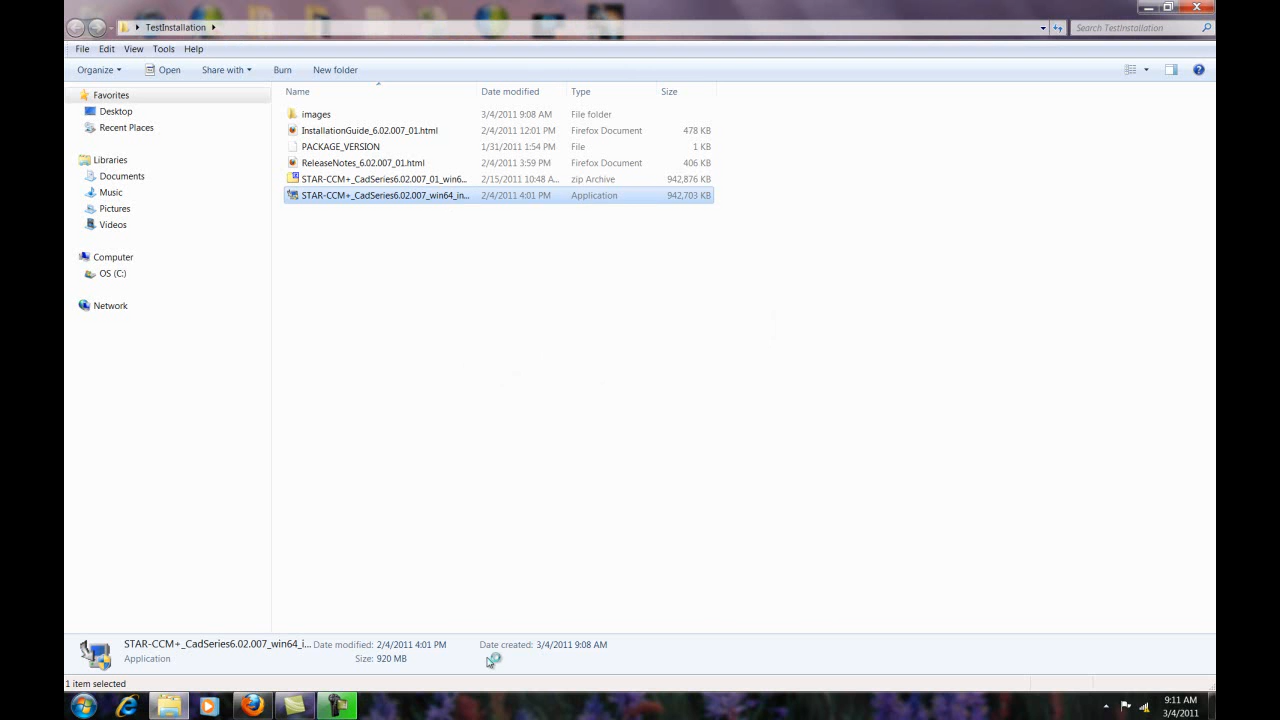 TestInstallation
Search TestInstallation
File Edit View Tools Help
Organize Open Share with Burn New folder
Name Date modified Type Size
Favorites
Desktop
Recent Places
Libraries
Documents
Music
Pictures
Videos
Computer
OS (C:)
Network
images 3/4/2011 9:08 AM File folder
InstallationGuide_6.02.007_01.html 2/4/2011 12:01 PM Firefox Document 478 KB
PACKAGE_VERSION 1/31/2011 1:54 PM File 1 KB
ReleaseNotes_6.02.007_01.html 2/4/2011 3:59 PM Firefox Document 406 KB
STAR-CCM+_CadSeries6.02.007_01_win6... 2/15/2011 10:48 A... zip Archive 942,876 KB
STAR-CCM+_CadSeries6.02.007_win64_in... 2/4/2011 4:01 PM Application 942,703 KB
STAR-CCM+_CadSeries6.02.007_win64_i... Date modified: 2/4/2011 4:01 PM Date created: 3/4/2011 9:08 AM
Application Size: 920 MB
1 item selected
9:11 AM
3/4/2011